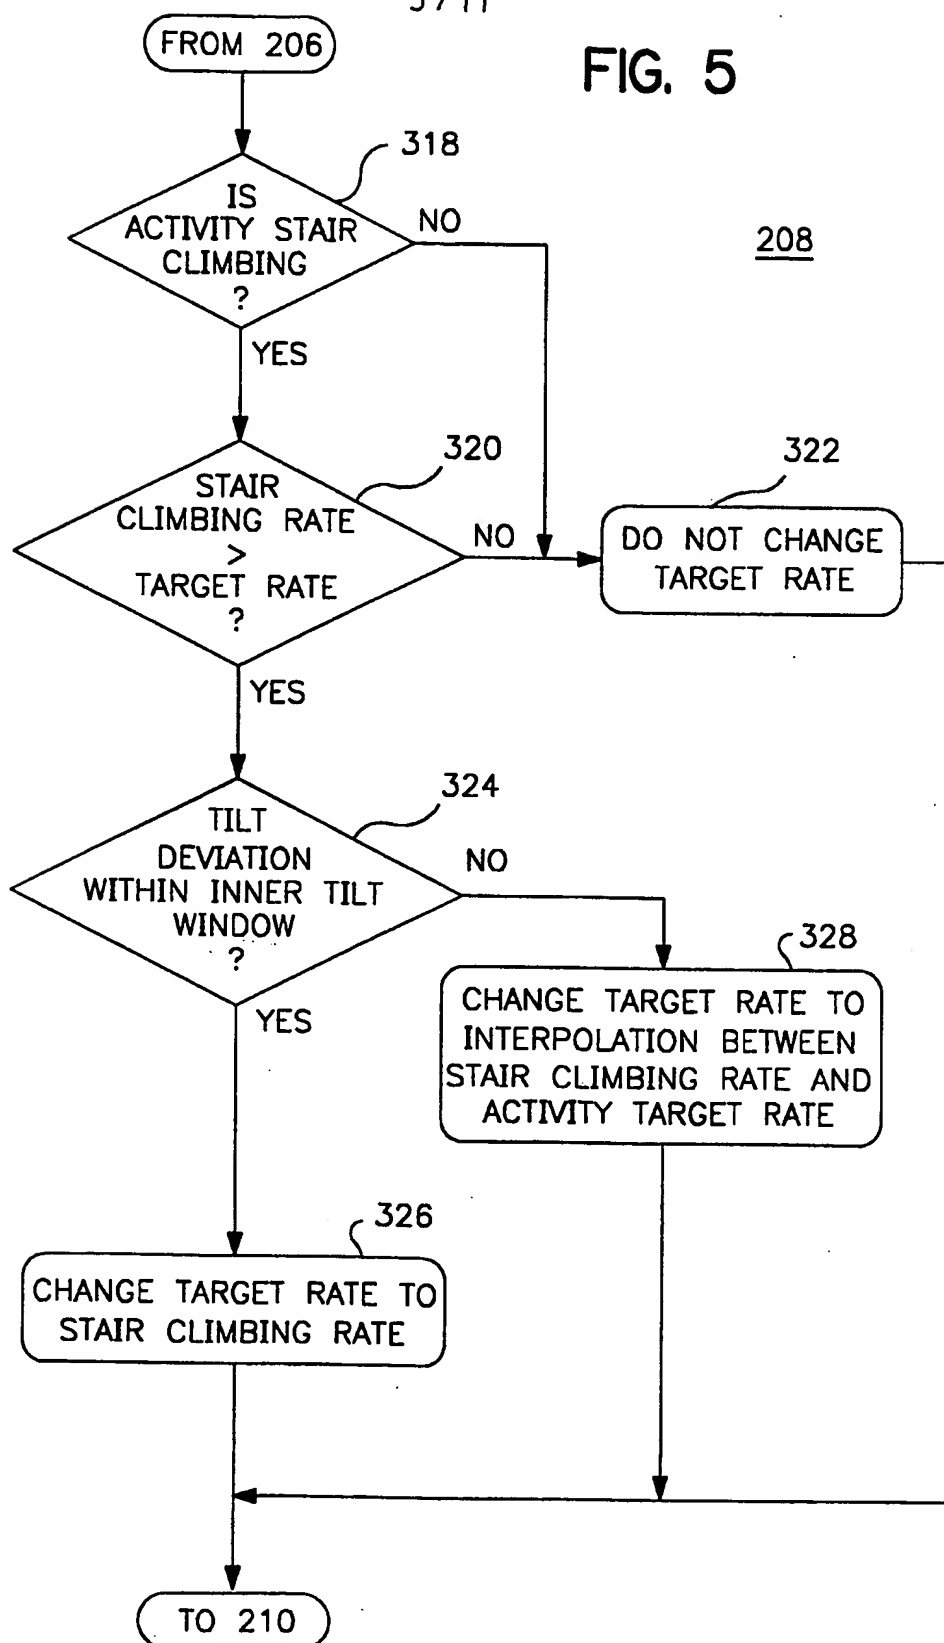 FROM 206
FIG. 5
318
IS
ACTIVITY STAIR
CLIMBING
?
NO
208
YES
320
STAIR
CLIMBING RATE
>
TARGET RATE
?
NO
322
DO NOT CHANGE
TARGET RATE
YES
324
TILT
DEVIATION
WITHIN INNER TILT
WINDOW
?
NO
328
CHANGE TARGET RATE TO
INTERPOLATION BETWEEN
STAIR CLIMBING RATE AND
ACTIVITY TARGET RATE
YES
326
CHANGE TARGET RATE TO
STAIR CLIMBING RATE
TO 210